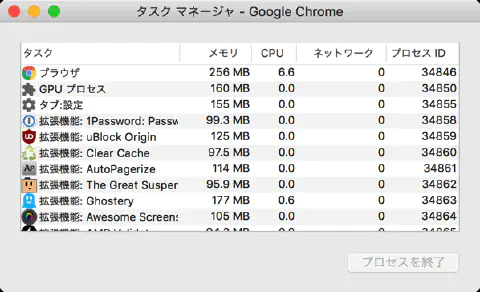 タスク マネージャ - Google Chrome
タスク メモリ CPU ネットワーク プロセス ID
ブラウザ 256 MB 6.6 0 34846
GPU プロセス 160 MB 0.0 0 34850
タブ:設定 155 MB 0.0 0 34855
拡張機能: 1Password: Passw 99.3 MB 0.0 0 34858
拡張機能: uBlock Origin 125 MB 0.0 0 34859
拡張機能: Clear Cache 97.5 MB 0.0 0 34860
拡張機能: AutoPagerize 114 MB 0.0 0 34861
拡張機能: The Great Susper 95.9 MB 0.0 0 34862
拡張機能: Ghostery 177 MB 0.6 0 34863
拡張機能: Awesome Screens 105 MB 0.0 0 34864
プロセスを終了